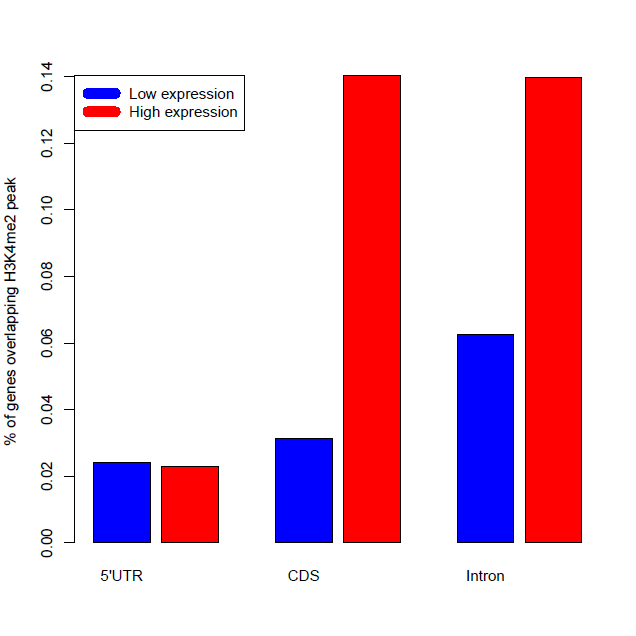 Low expression
High expression
% of genes overlapping H3K4me2 peak
0.14
0.12
0.10
0.08
0.06
0.04
0.02
0.00
5'UTR CDS Intron